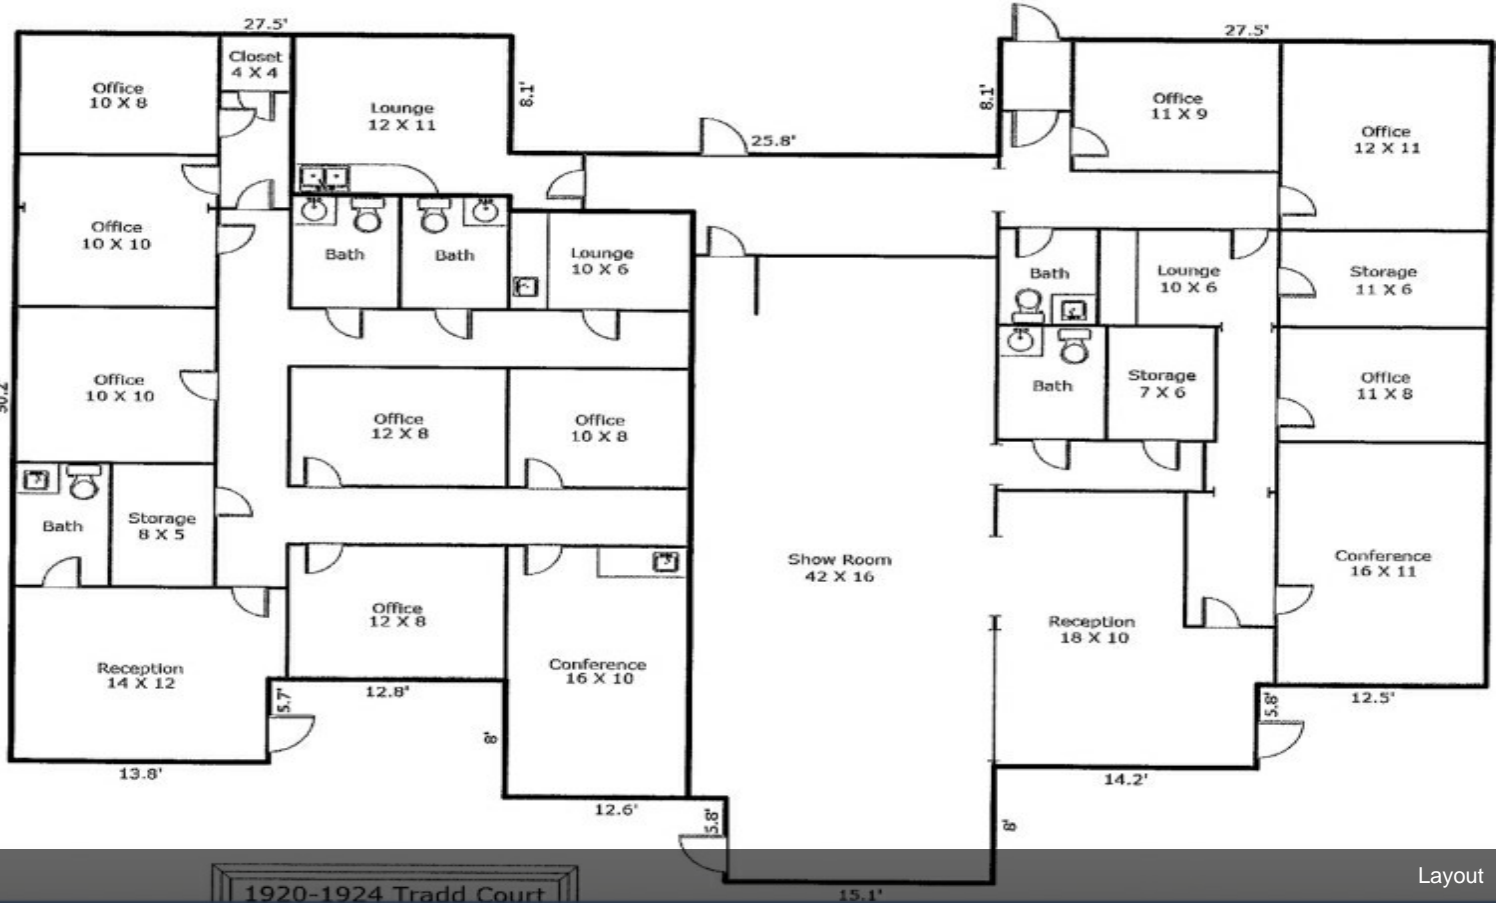 27.5'
27.5'
Closet
4 X 4
Office
10 X 8
Lounge
12 X 11
8.1'
25.8'
8.1'
Office
11 X 9
Office
12 X 11
Office
10 X 10
Bath
Bath
Lounge
10 X 6
Bath
Lounge
10 X 6
Storage
11 X 6
Office
10 X 10
Office
12 X 8
Office
10 X 8
Bath
Storage
7 X 6
Office
11 X 8
Bath
Storage
8 X 5
Show Room
42 X 16
Conference
16 X 11
Office
12 X 8
Reception
18 X 10
Reception
14 X 12
Conference
16 X 10
5.7'
12.8'
8'
5.8'
12.5'
13.8'
14.2'
12.6'
5.8'
8'
Layout
1920-1924 Tradd Court
15.1'